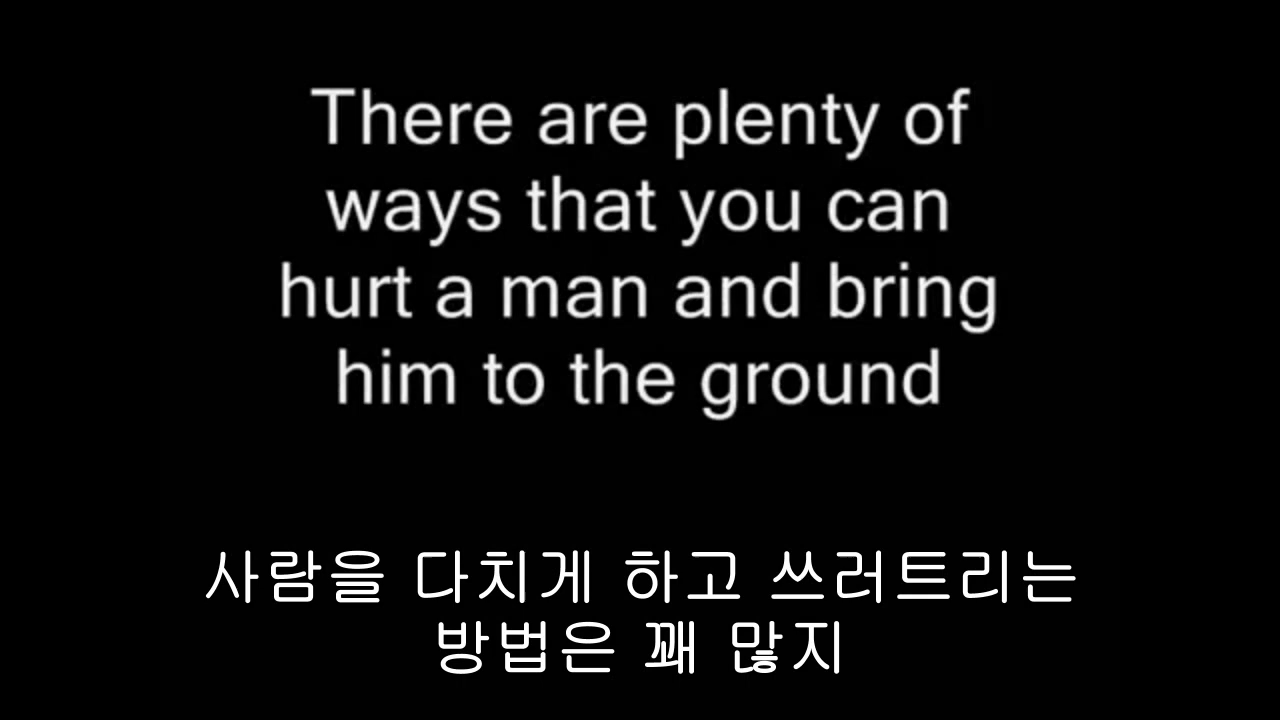 There are plenty of
ways that you can
hurt a man and bring
him to the ground
사람을 다치게 하고 쓰러트리는
방법은 꽤 많지